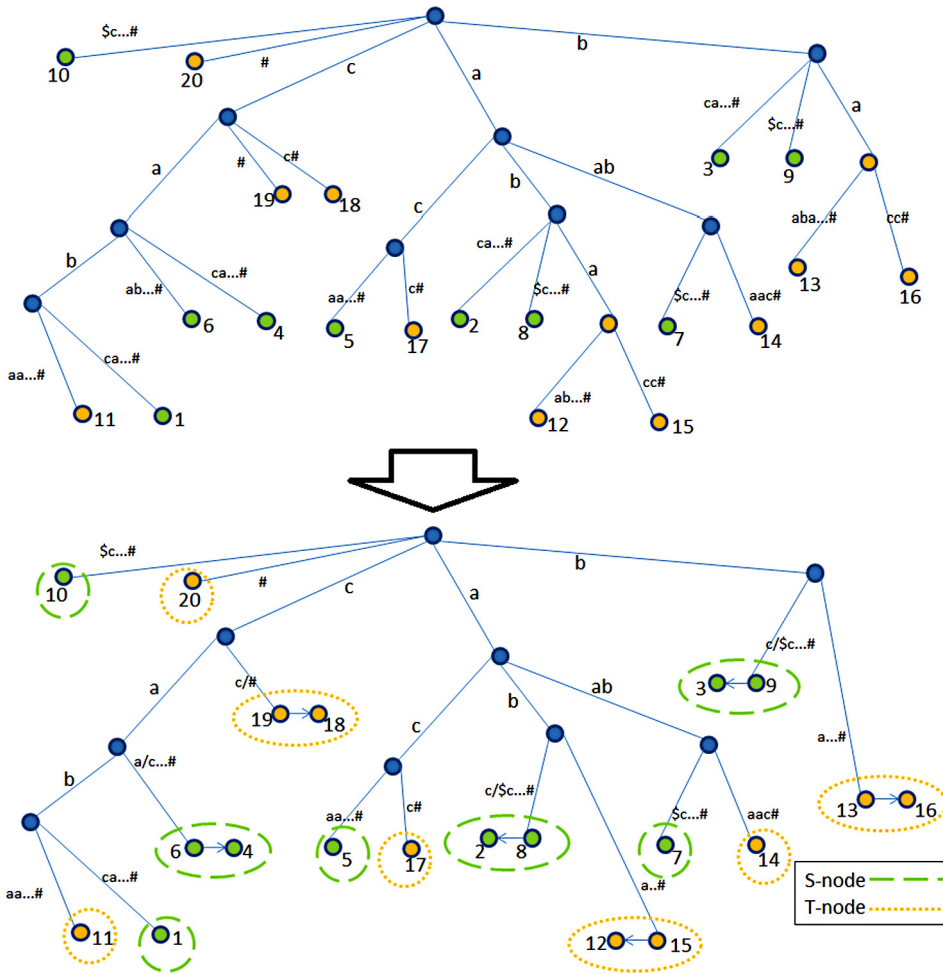 $c...#
#
c
a
b
10
20
ca...#
$c...#
a
a
#
c#
c
b
ab
3
9
19
18
aba...#
cc#
b
ab...#
ca...#
aa...#
c#
ca...#
$c...#
a
$c...#
aac#
13
16
6
4
5
17
2
8
7
14
aa...#
ca...#
ab...#
cc#
11
1
12
15
$c...#
#
c
a
b
10
20
c/$c...#
a
c/#
c
b
ab
3
9
19
18
a...#
b
a/c...#
aa...#
c#
c/$c...#
$c...#
aac#
13
16
6
4
5
17
2
8
7
14
aa...#
ca...#
a..#
S-node
T-node
11
1
12
15